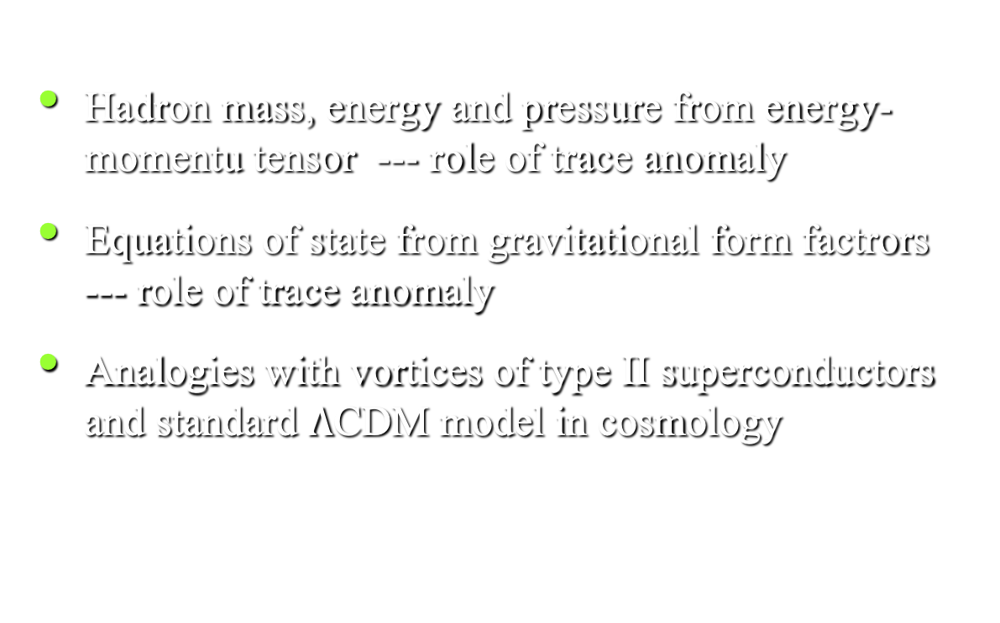 • Hadron mass, energy and pressure from energy-
momentu tensor --- role of trace anomaly
• Equations of state from gravitational form factrors
--- role of trace anomaly
• Analogies with vortices of type II superconductors
and standard ΛCDM model in cosmology